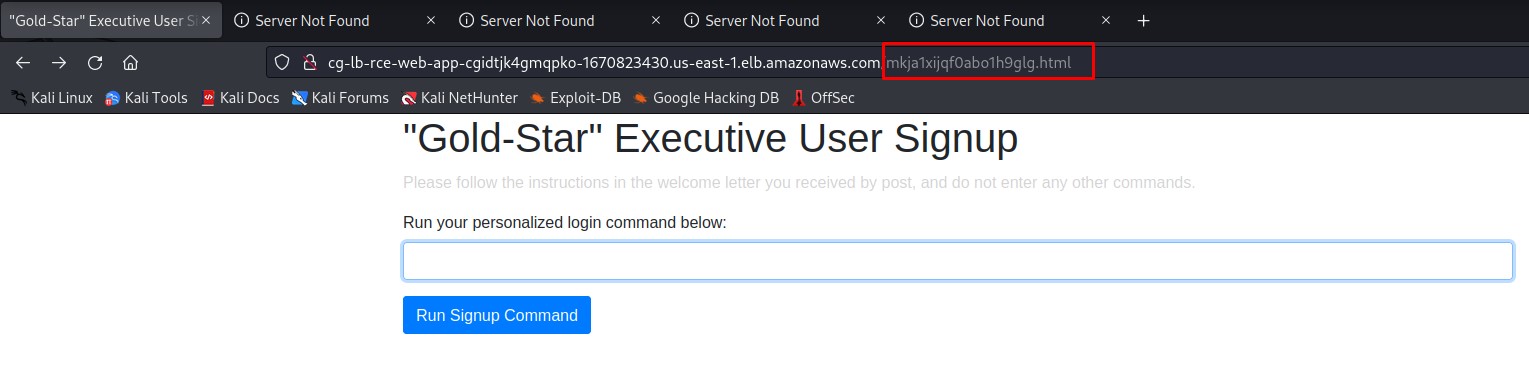 "Gold-Star" Executive User Si
Server Not Found
Server Not Found
Server Not Found
Server Not Found
cg-lb-rce-web-app-cgidtjk4gmqpko-1670823430.us-east-1.elb.amazonaws.com/mkja1xijqf0abo1h9glg.html
Kali Linux Kali Tools Kali Docs Kali Forums Kali NetHunter Exploit-DB Google Hacking DB OffSec
"Gold-Star" Executive User Signup
Please follow the instructions in the welcome letter you received by post, and do not enter any other commands.
Run your personalized login command below:
Run Signup Command